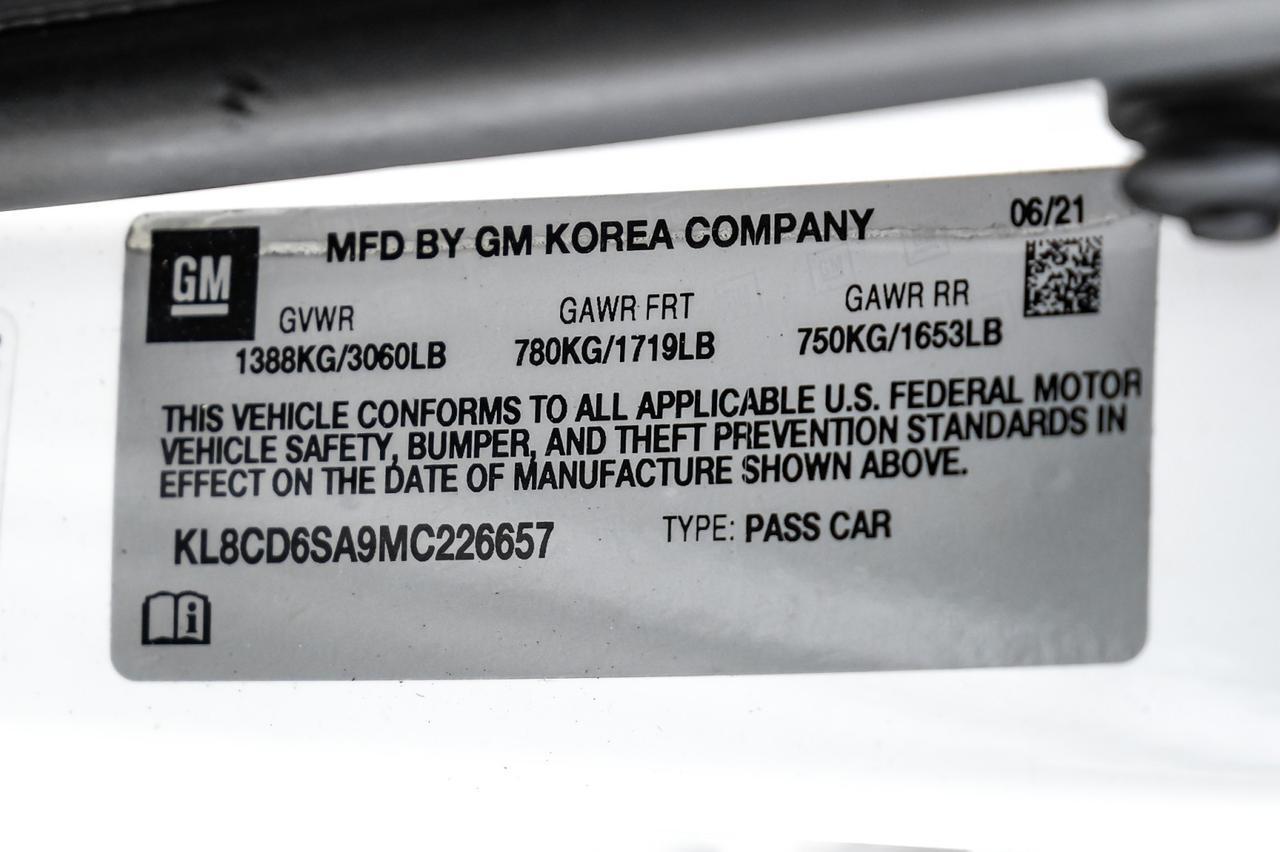 GM
MFD BY GM KOREA COMPANY
06/21
GVWR
GAWR FRT
GAWR RR
1388KG/3060LB
780KG/1719LB
750KG/1653LB
THIS VEHICLE CONFORMS TO ALL APPLICABLE U.S. FEDERAL MOTOR
VEHICLE SAFETY, BUMPER, AND THEFT PREVENTION STANDARDS IN
EFFECT ON THE DATE OF MANUFACTURE SHOWN ABOVE.
KL8CD6SA9MC226657
TYPE: PASS CAR
i